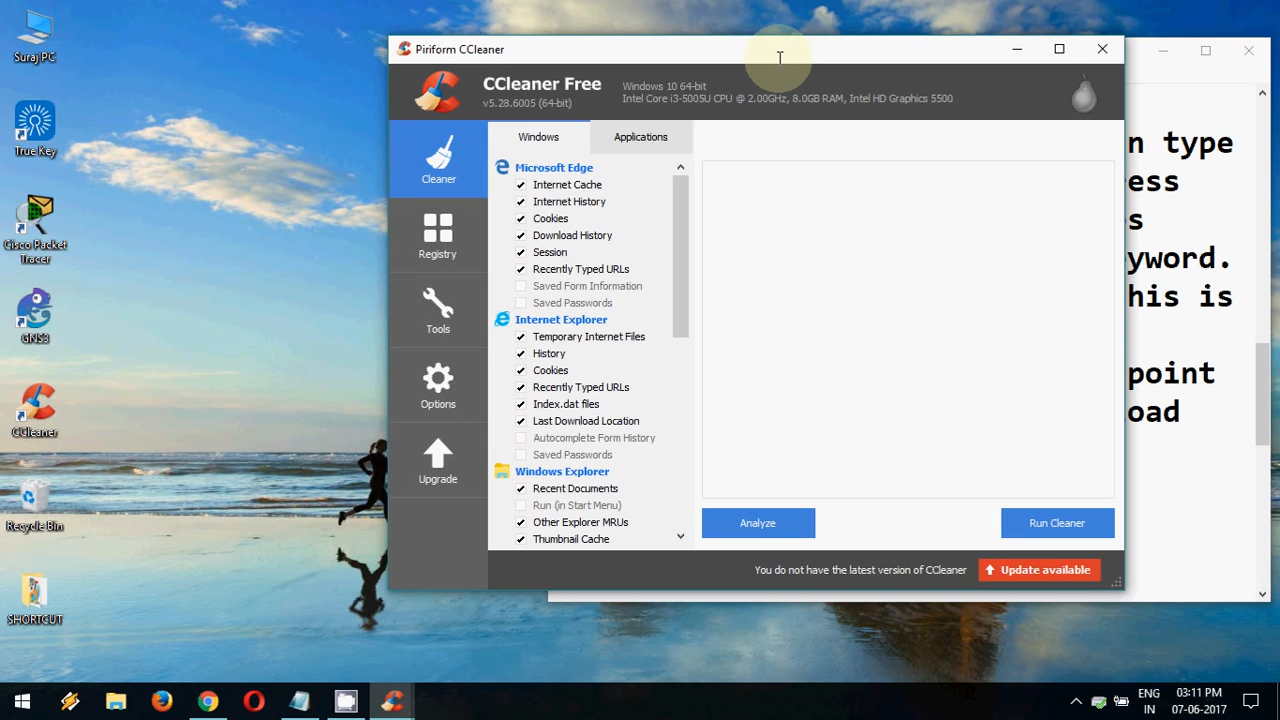 Suraj PC
True Key
Cisco Packet
Tracer
GNS3
CCleaner
Recycle Bin
SHORTCUT
Piriform CCleaner
CCleaner Free
v5.28.6005 (64-bit)
Windows 10 64-bit
Intel Core i3-5005U CPU @ 2.00GHz, 8.0GB RAM, Intel HD Graphics 5500
Cleaner
Registry
Tools
Options
Upgrade
Windows
Applications
Microsoft Edge
Internet Cache
Internet History
Cookies
Download History
Session
Recently Typed URLs
Saved Form Information
Saved Passwords
Internet Explorer
Temporary Internet Files
History
Cookies
Recently Typed URLs
Index.dat files
Last Download Location
Autocomplete Form History
Saved Passwords
Windows Explorer
Recent Documents
Run (in Start Menu)
Other Explorer MRUs
Thumbnail Cache
Analyze
Run Cleaner
You do not have the latest version of CCleaner
Update available
n type
ess
s
yword.
his is
point
oad
ENG
IN
03:11 PM
07-06-2017